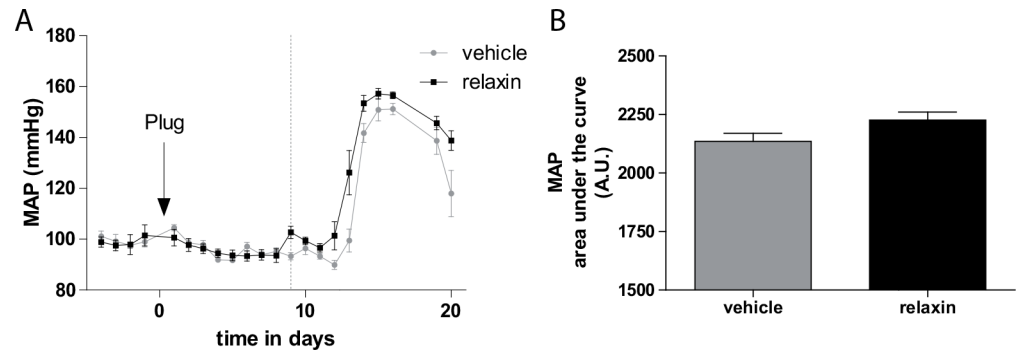 A
MAP (mmHg)
180
160
140
120
100
80
Plug
vehicle
relaxin
0
10
20
time in days
B
MAP
area under the curve
(A.U.)
2500
2250
2000
1750
1500
vehicle
relaxin